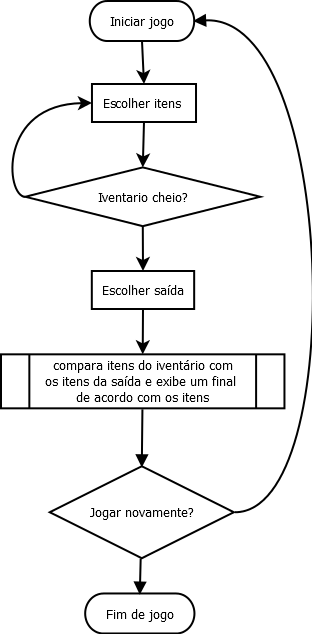 Iniciar jogo
Escolher itens
Iventario cheio?
Escolher saída
compara itens do iventário com
os itens da saída e exibe um final
de acordo com os itens
Jogar novamente?
Fim de jogo